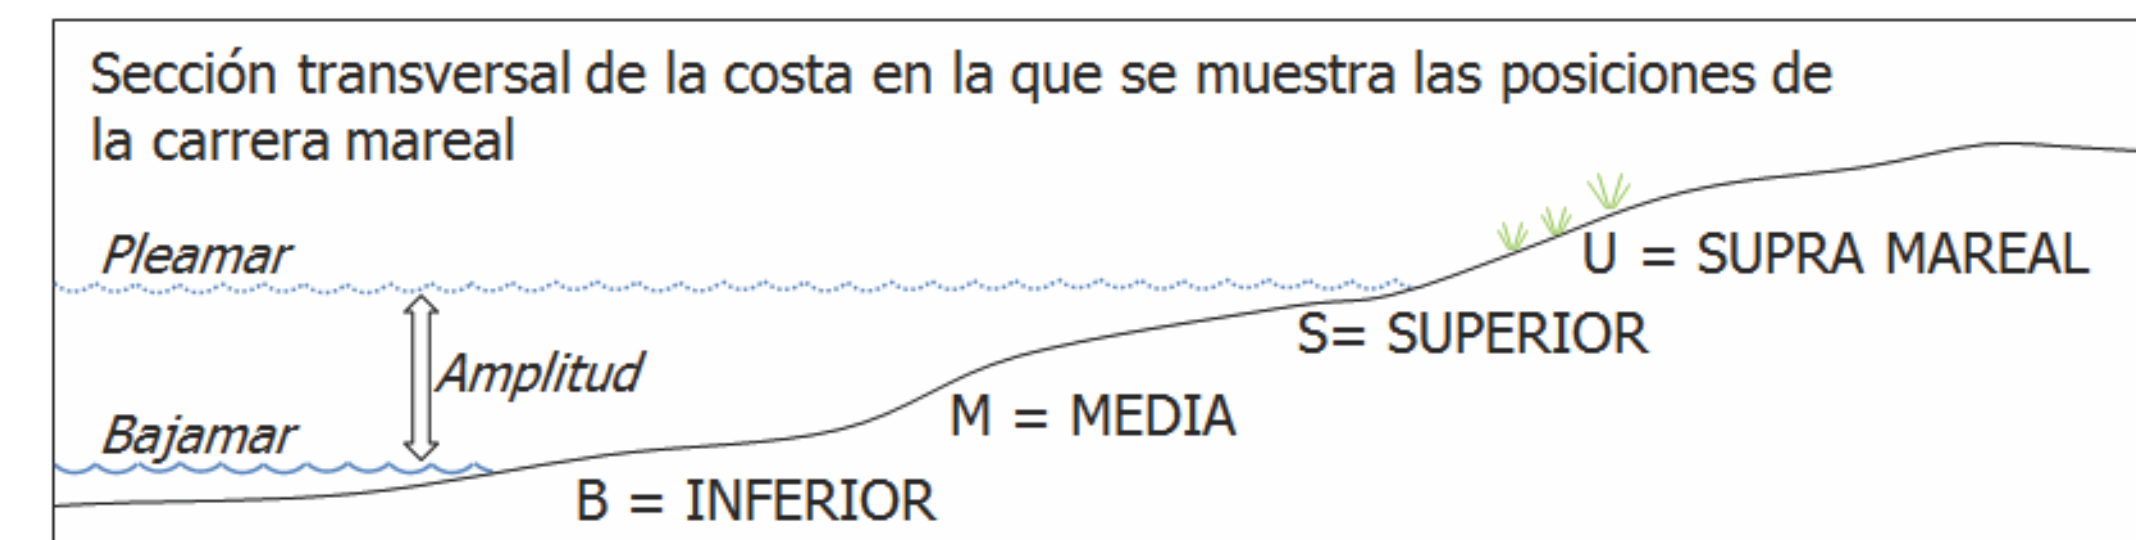 Sección transversal de la costa en la que se muestra las posiciones de
la carrera mareal
Pleamar
U = SUPRA MAREAL
S= SUPERIOR
Amplitud
M = MEDIA
Bajamar
B = INFERIOR